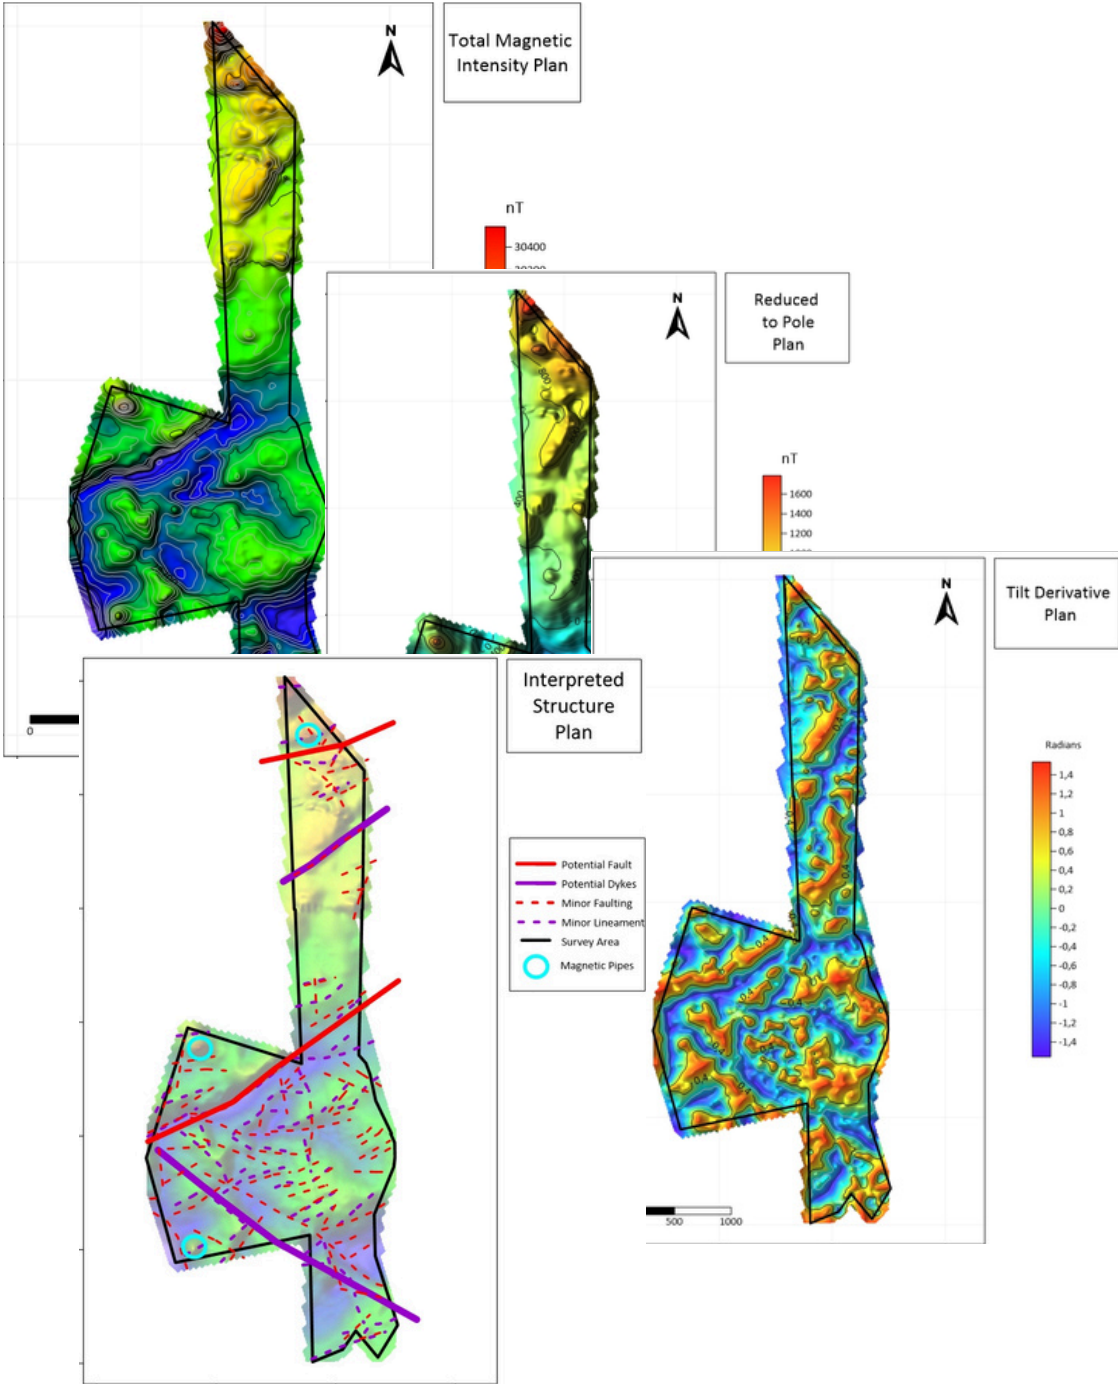 N
Total Magnetic
Intensity Plan
nT
30400
N
Reduced
to Pole
Plan
nT
1600
1400
1200
800
400
0
N
Tilt Derivative
Plan
Radians
1,4
1,2
1
0,8
0,6
0,4
0,2
0
-0,2
-0,4
-0,6
-0,8
-1
-1,2
-1,4
500
1000
Interpreted
Structure
Plan
Potential Fault
Potential Dykes
Minor Faulting
Minor Lineament
Survey Area
Magnetic Pipes